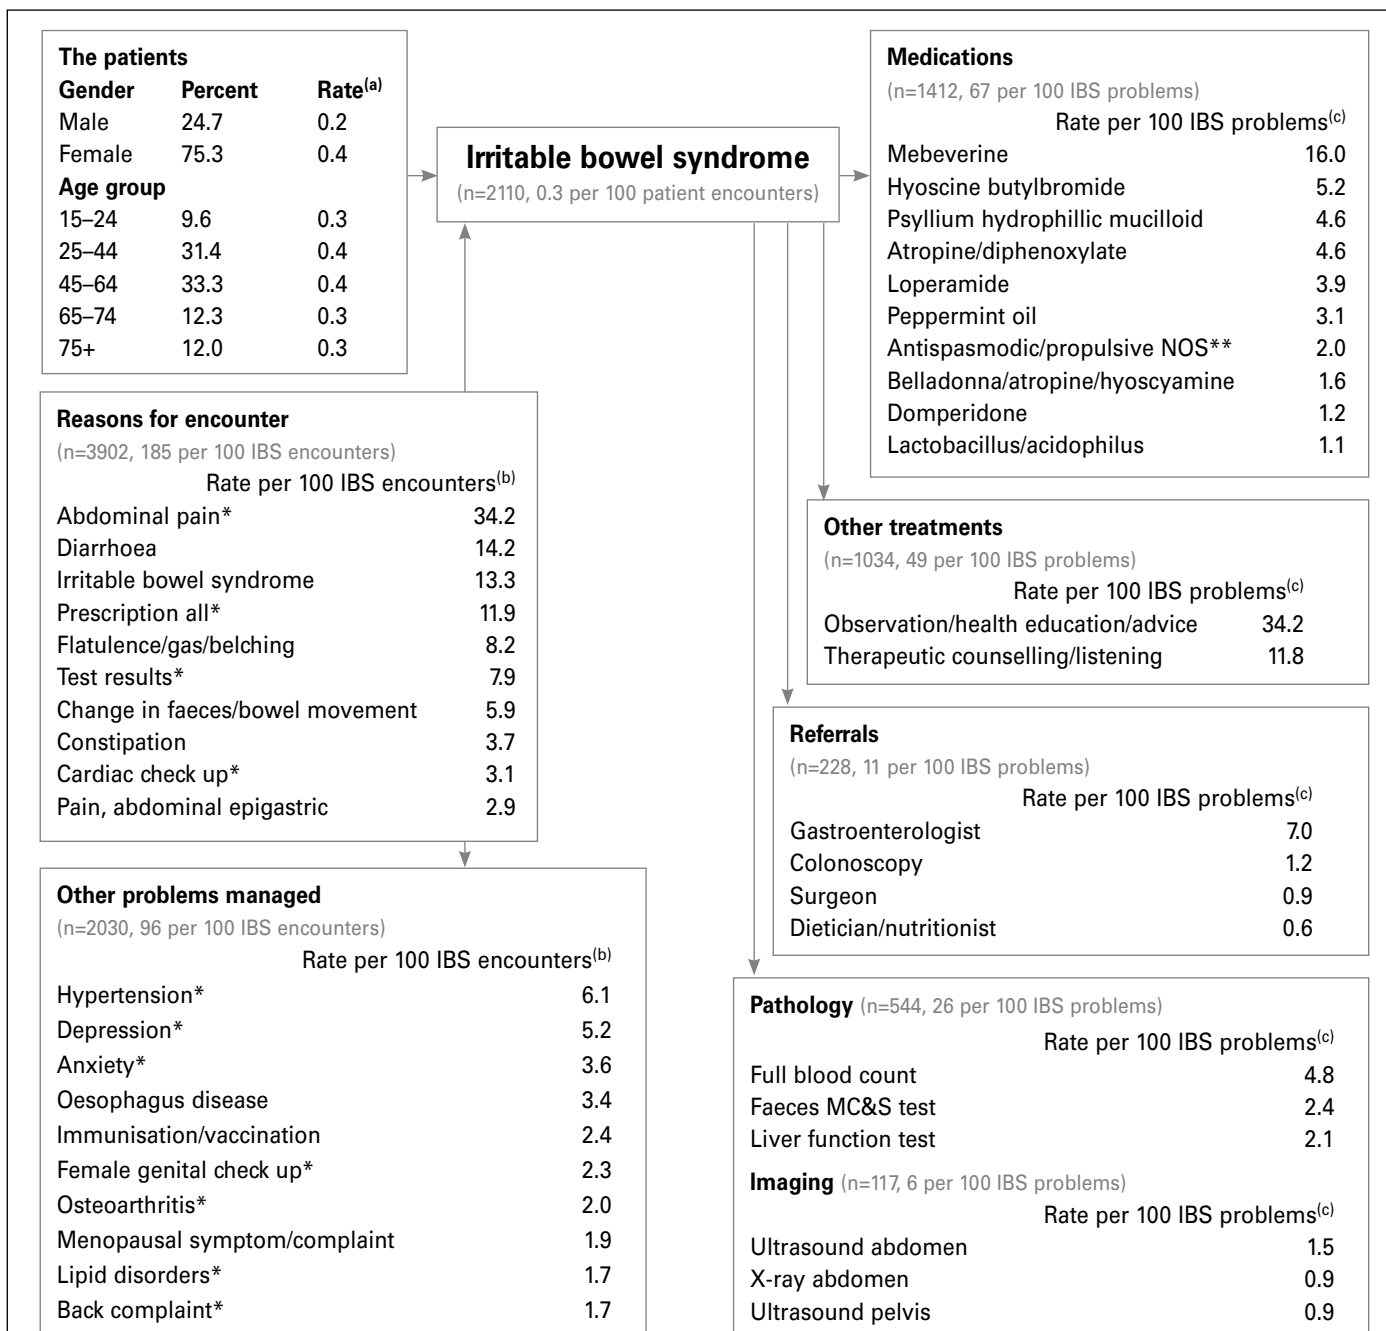 The patients
Gender Percent Rate(a)
Male 24.7 0.2
Female 75.3 0.4
Age group
15–24 9.6 0.3
25–44 31.4 0.4
45–64 33.3 0.4
65–74 12.3 0.3
75+ 12.0 0.3
Irritable bowel syndrome
(n=2110, 0.3 per 100 patient encounters)
Reasons for encounter
(n=3902, 185 per 100 IBS encounters)
Rate per 100 IBS encounters(b)
Abdominal pain* 34.2
Diarrhoea 14.2
Irritable bowel syndrome 13.3
Prescription all* 11.9
Flatulence/gas/belching 8.2
Test results* 7.9
Change in faeces/bowel movement 5.9
Constipation 3.7
Cardiac check up* 3.1
Pain, abdominal epigastric 2.9
Other problems managed
(n=2030, 96 per 100 IBS encounters)
Rate per 100 IBS encounters(b)
Hypertension* 6.1
Depression* 5.2
Anxiety* 3.6
Oesophagus disease 3.4
Immunisation/vaccination 2.4
Female genital check up* 2.3
Osteoarthritis* 2.0
Menopausal symptom/complaint 1.9
Lipid disorders* 1.7
Back complaint* 1.7
Medications
(n=1412, 67 per 100 IBS problems)
Rate per 100 IBS problems(c)
Mebeverine 16.0
Hyoscine butylbromide 5.2
Psyllium hydrophillic mucilloid 4.6
Atropine/diphenoxylate 4.6
Loperamide 3.9
Peppermint oil 3.1
Antispasmodic/propulsive NOS** 2.0
Belladonna/atropine/hyoscyamine 1.6
Domperidone 1.2
Lactobacillus/acidophilus 1.1
Other treatments
(n=1034, 49 per 100 IBS problems)
Rate per 100 IBS problems(c)
Observation/health education/advice 34.2
Therapeutic counselling/listening 11.8
Referrals
(n=228, 11 per 100 IBS problems)
Rate per 100 IBS problems(c)
Gastroenterologist 7.0
Colonoscopy 1.2
Surgeon 0.9
Dietician/nutritionist 0.6
Pathology (n=544, 26 per 100 IBS problems)
Rate per 100 IBS problems(c)
Full blood count 4.8
Faeces MC&S test 2.4
Liver function test 2.1
Imaging (n=117, 6 per 100 IBS problems)
Rate per 100 IBS problems(c)
Ultrasound abdomen 1.5
X-ray abdomen 0.9
Ultrasound pelvis 0.9